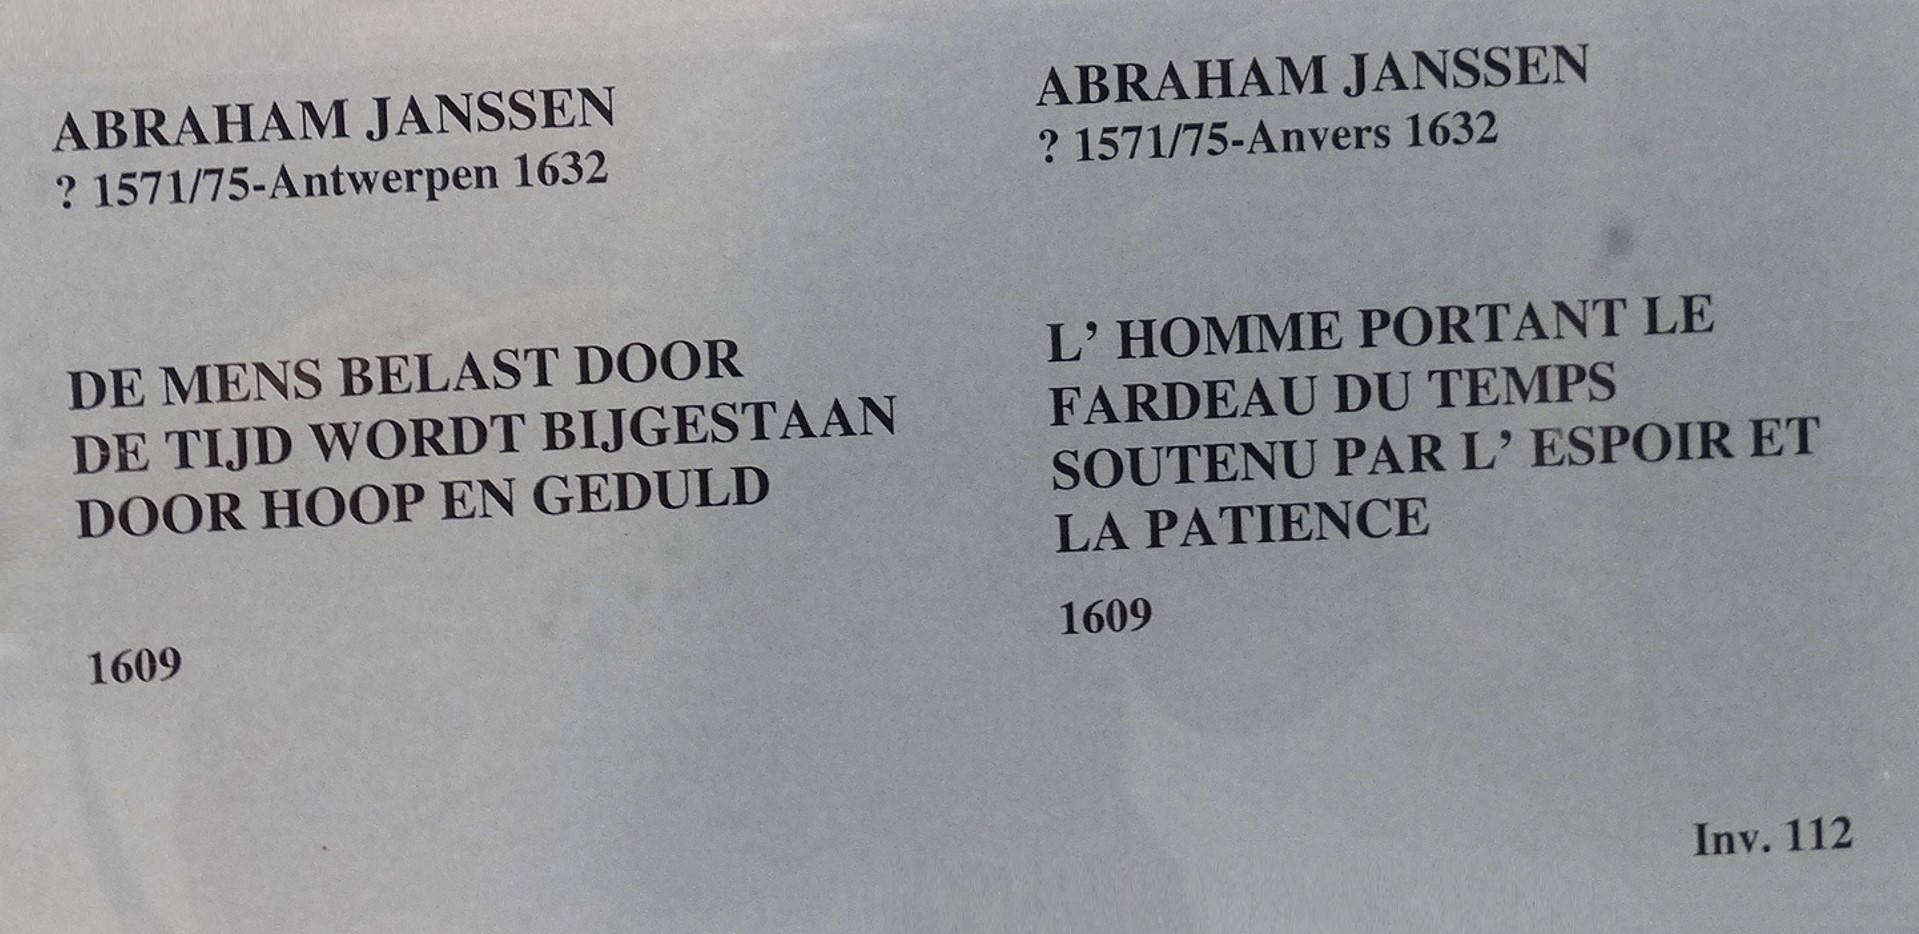 ABRAHAM JANSSEN
? 1571/75-Antwerpen 1632
DE MENS BELAST DOOR
DE TIJD WORDT BIJGESTAAN
DOOR HOOP EN GEDULD
1609
ABRAHAM JANSSEN
? 1571/75-Anvers 1632
L' HOMME PORTANT LE
FARDEAU DU TEMPS
SOUTENU PAR L' ESPOIR ET
LA PATIENCE
1609
Inv. 112